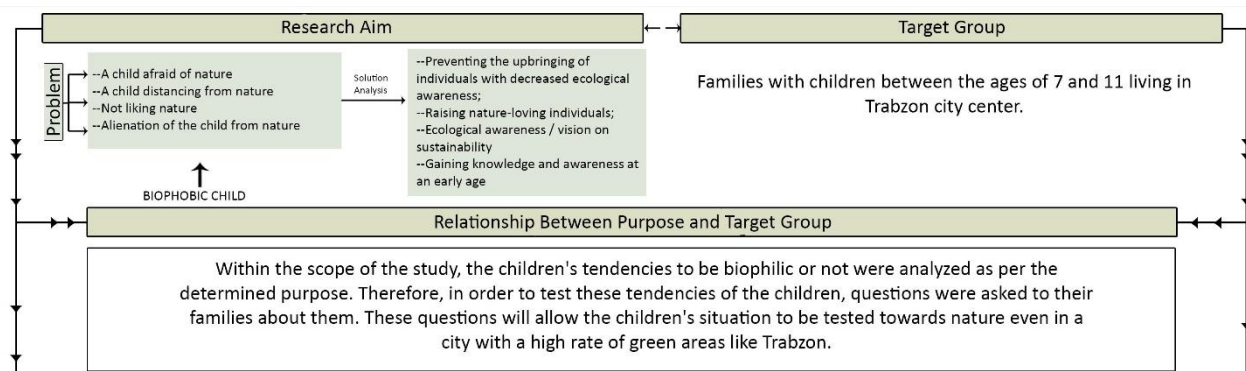 Research Aim
Target Group
Problem
--A child afraid of nature
--A child distancing from nature
--Not liking nature
--Alienation of the child from nature
Solution
Analysis
--Preventing the upbringing of
individuals with decreased ecological
awareness;
--Raising nature-loving individuals;
--Ecological awareness / vision on
sustainability
--Gaining knowledge and awareness at
an early age
BIOPHOBIC CHILD
Families with children between the ages of 7 and 11 living in
Trabzon city center.
Relationship Between Purpose and Target Group
Within the scope of the study, the children's tendencies to be biophilic or not were analyzed as per the
determined purpose. Therefore, in order to test these tendencies of the children, questions were asked to their
families about them. These questions will allow the children's situation to be tested towards nature even in a
city with a high rate of green areas like Trabzon.